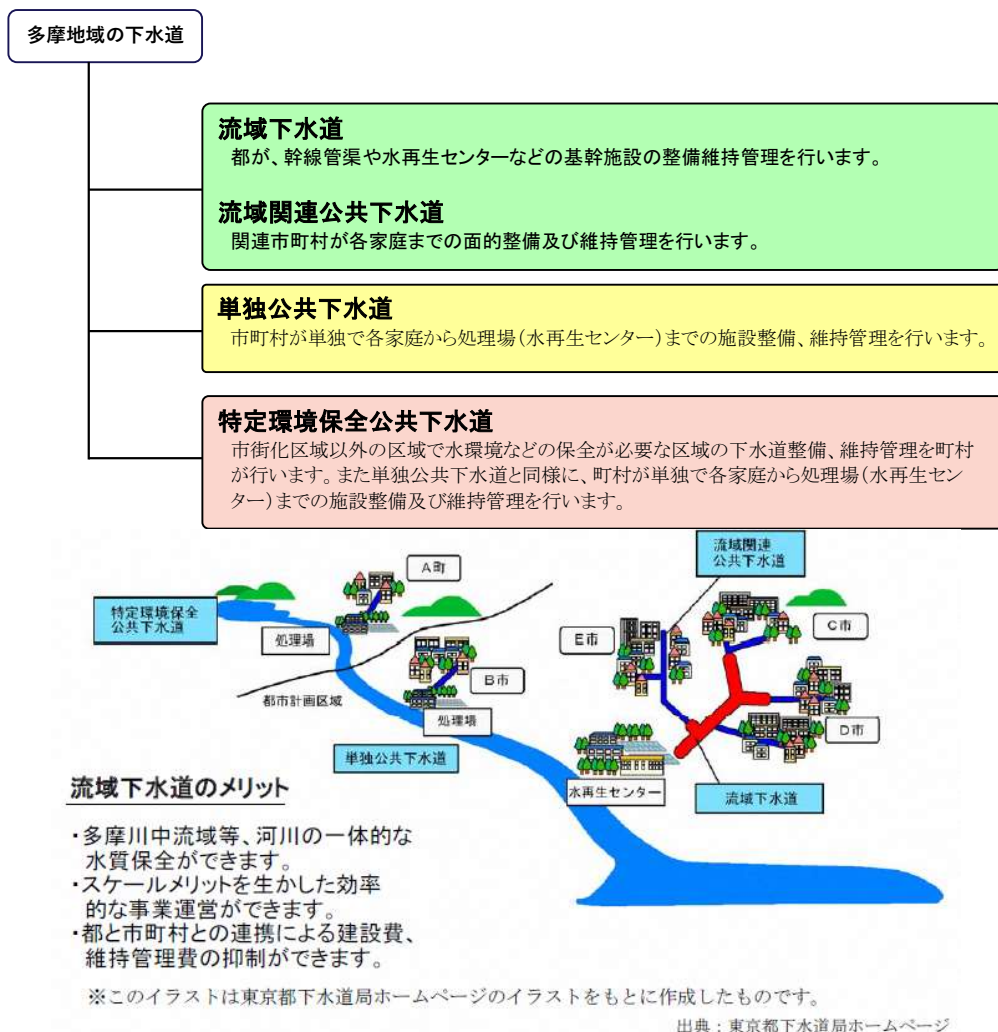 多摩地域の下水道
流域下水道
都が、幹線管渠や水再生センターなどの基幹施設の整備維持管理を行います。
流域関連公共下水道
関連市町村が各家庭までの面的整備及び維持管理を行います。
単独公共下水道
市町村が単独で各家庭から処理場(水再生センター)までの施設整備、維持管理を行います。
特定環境保全公共下水道
市街化区域以外の区域で水環境などの保全が必要な区域の下水道整備、維持管理を町村
が行います。また単独公共下水道と同様に、町村が単独で各家庭から処理場(水再生セン
ター)までの施設整備及び維持管理を行います。
流域関連
公共下水道
A町
特定環境保全
公共下水道
処理場
E市
C市
B市
都市計画区域
処理場
D市
単独公共下水道
水再生センター
流域下水道
流域下水道のメリット
・多摩川中流域等、河川の一体的な
水質保全ができます。
・スケールメリットを生かした効率
的な事業運営ができます。
・都と市町村との連携による建設費、
維持管理費の抑制ができます。
※このイラストは東京都下水道局ホームページのイラストをもとに作成したものです。
出典:東京都下水道局ホームページ